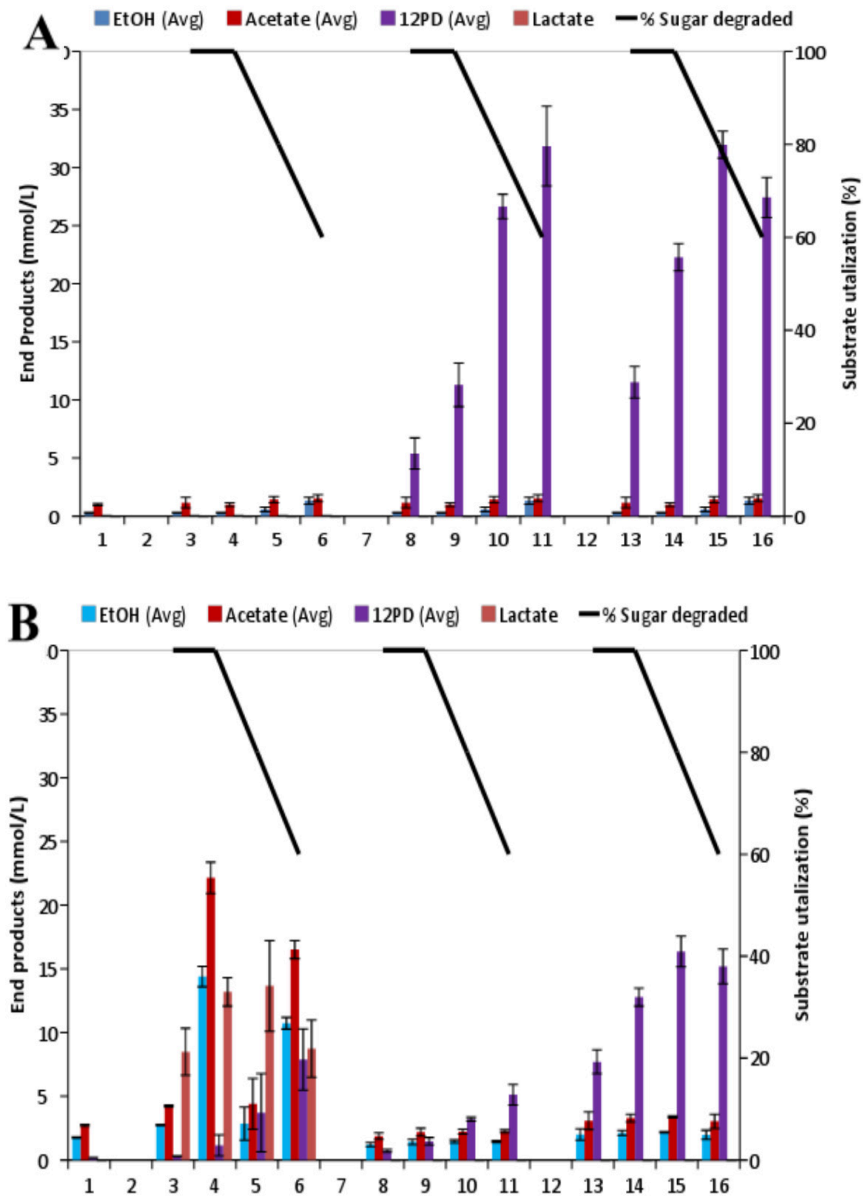 A
EtOH (Avg) Acetate (Avg) 12PD (Avg) Lactate % Sugar degraded
0 100
35
30 80
25
60
20
15 40
10
20
5
0 0
End Products (mmol/L)
Substrate utalization (%)
1 2 3 4 5 6 7 8 9 10 11 12 13 14 15 16
B
EtOH (Avg) Acetate (Avg) 12PD (Avg) Lactate % Sugar degraded
0 100
35
30 80
25
60
20
15 40
10
20
5
0 0
End products (mmol/L)
Substrate utalization (%)
1 2 3 4 5 6 7 8 9 10 11 12 13 14 15 16